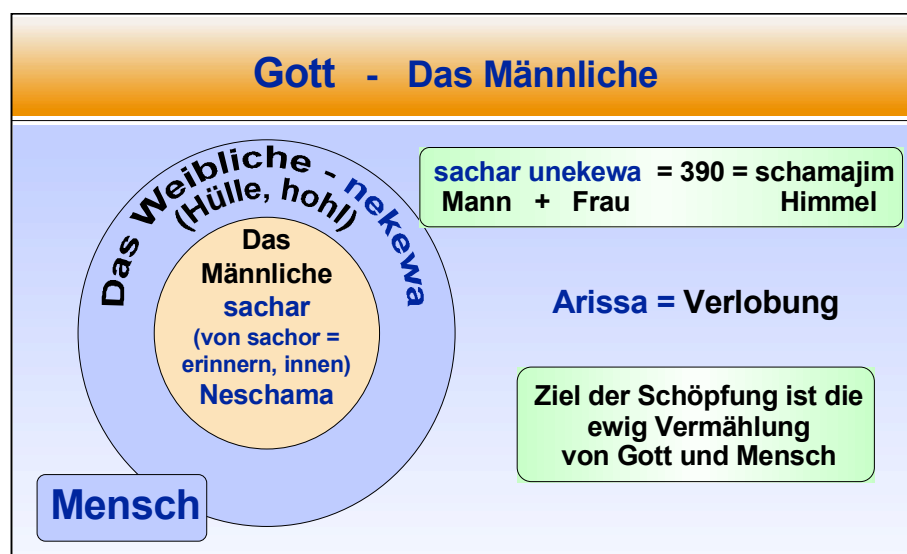 Gott - Das Männliche
Das Weibliche - nekewa
(Hülle, hohl)
Das
Männliche
sachar
(von sachor =
erinnern, innen)
Neschama
Mensch
sachar unekewa = 390 = schamajim
Mann + Frau Himmel
Arissa = Verlobung
Ziel der Schöpfung ist die
ewig Vermählung
von Gott und Mensch